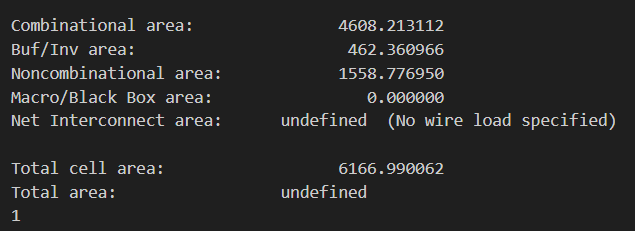 Combinational area: 4608.213112
Buf/Inv area: 462.360966
Noncombinational area: 1558.776950
Macro/Black Box area: 0.000000
Net Interconnect area: undefined (No wire load specified)
Total cell area: 6166.990062
Total area: undefined
1